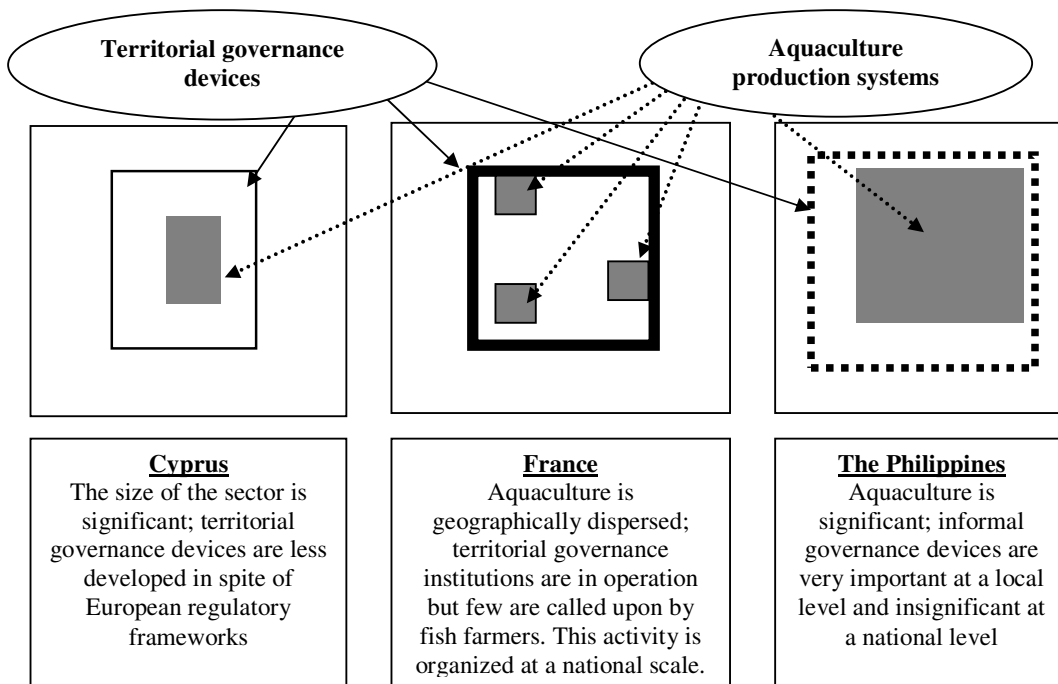 Territorial governance
devices
Aquaculture
production systems
Cyprus
The size of the sector is
significant; territorial
governance devices are less
developed in spite of
European regulatory
frameworks
France
Aquaculture is
geographically dispersed;
territorial governance
institutions are in operation
but few are called upon by
fish farmers. This activity is
organized at a national scale.
The Philippines
Aquaculture is
significant; informal
governance devices are
very important at a local
level and insignificant at
a national level